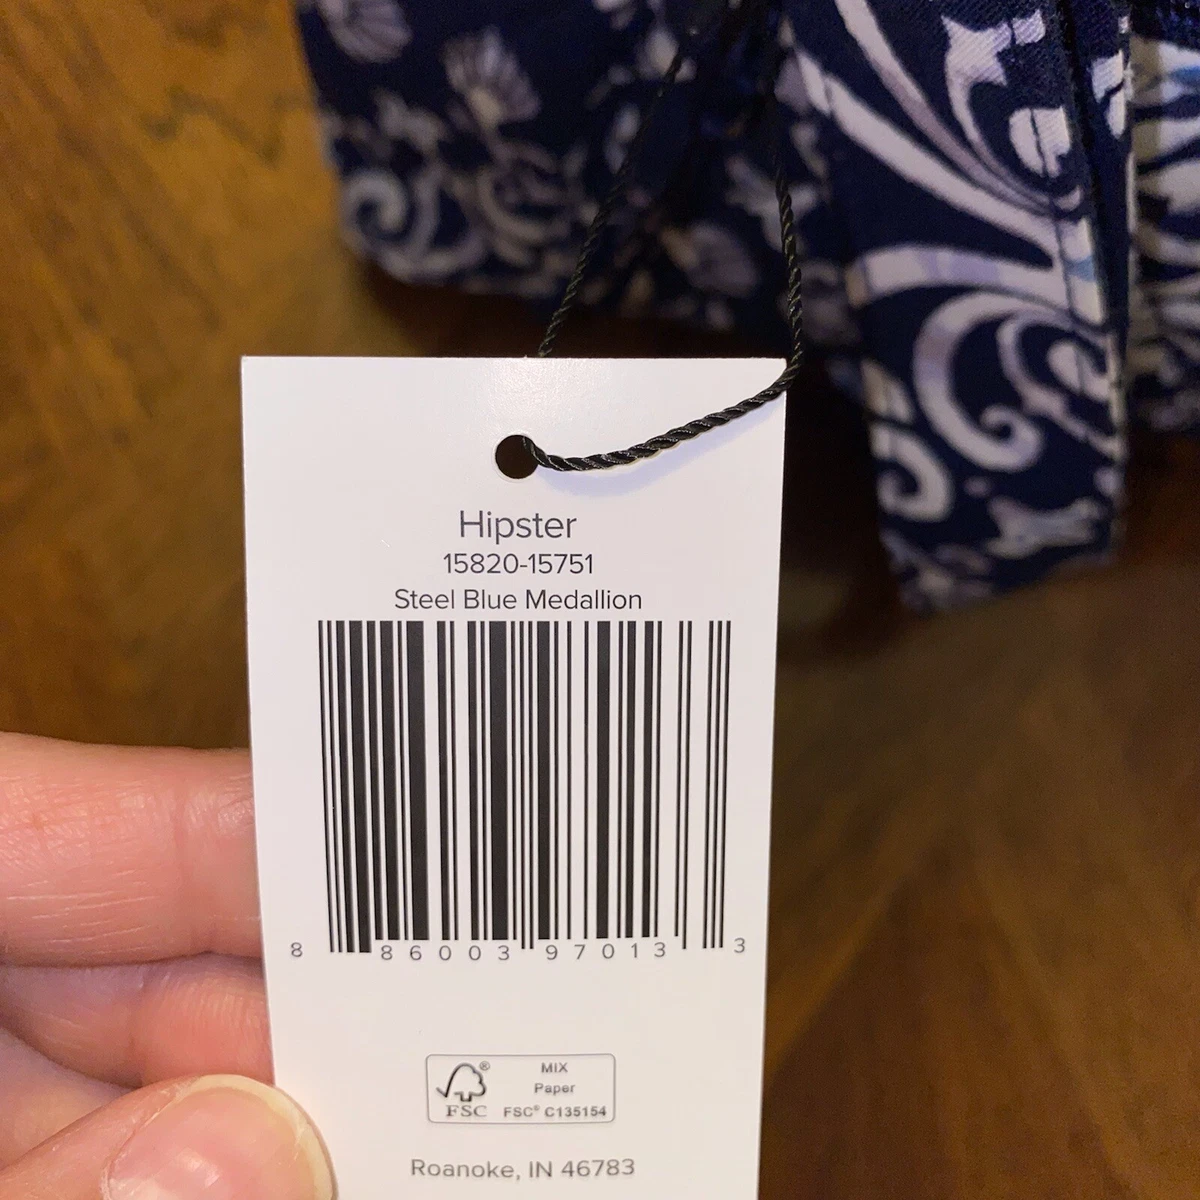 Hipster
15820-15751
Steel Blue Medallion
8 86003 97013 3
MIX
Paper
FSC® C135154
®
FSC
Roanoke, IN 46783